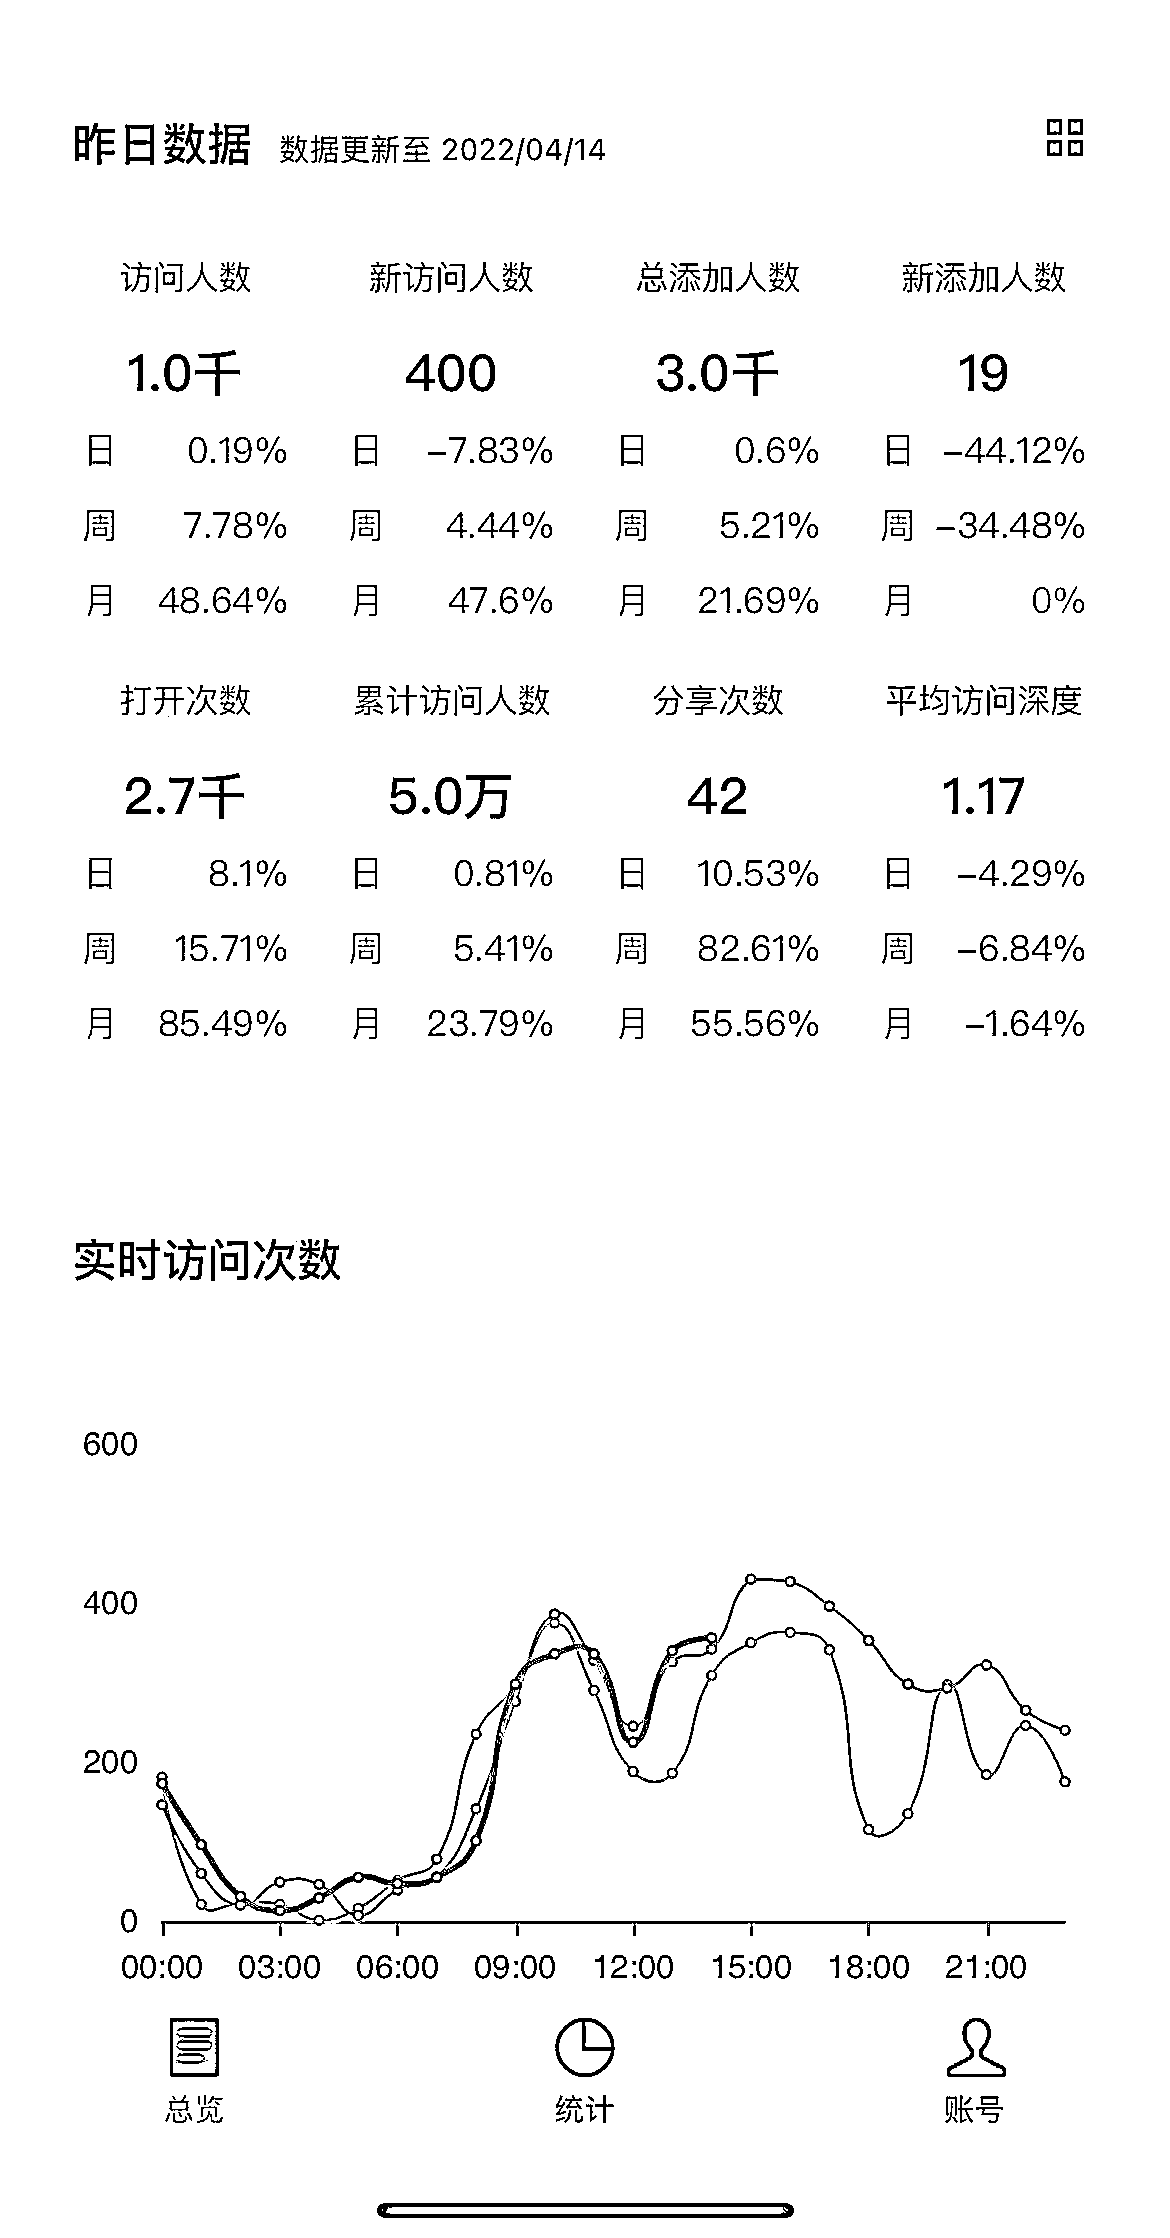 昨日数据 数据更新至 2022/04/14
访问人数 新访问人数 总添加人数 新添加人数
1.0千 400 3.0千 19
日 0.19% 日 -7.83% 日 0.6% 日 -44.12%
周 7.78% 周 4.44% 周 5.21% 周 -34.48%
月 48.64% 月 47.6% 月 21.69% 月 0%
打开次数 累计访问人数 分享次数 平均访问深度
2.7千 5.0万 42 1.17
日 8.1% 日 0.81% 日 10.53% 日 -4.29%
周 15.71% 周 5.41% 周 82.61% 周 -6.84%
月 85.49% 月 23.79% 月 55.56% 月 -1.64%
实时访问次数
600
400
200
0
00:00 03:00 06:00 09:00 12:00 15:00 18:00 21:00
总览 统计 账号